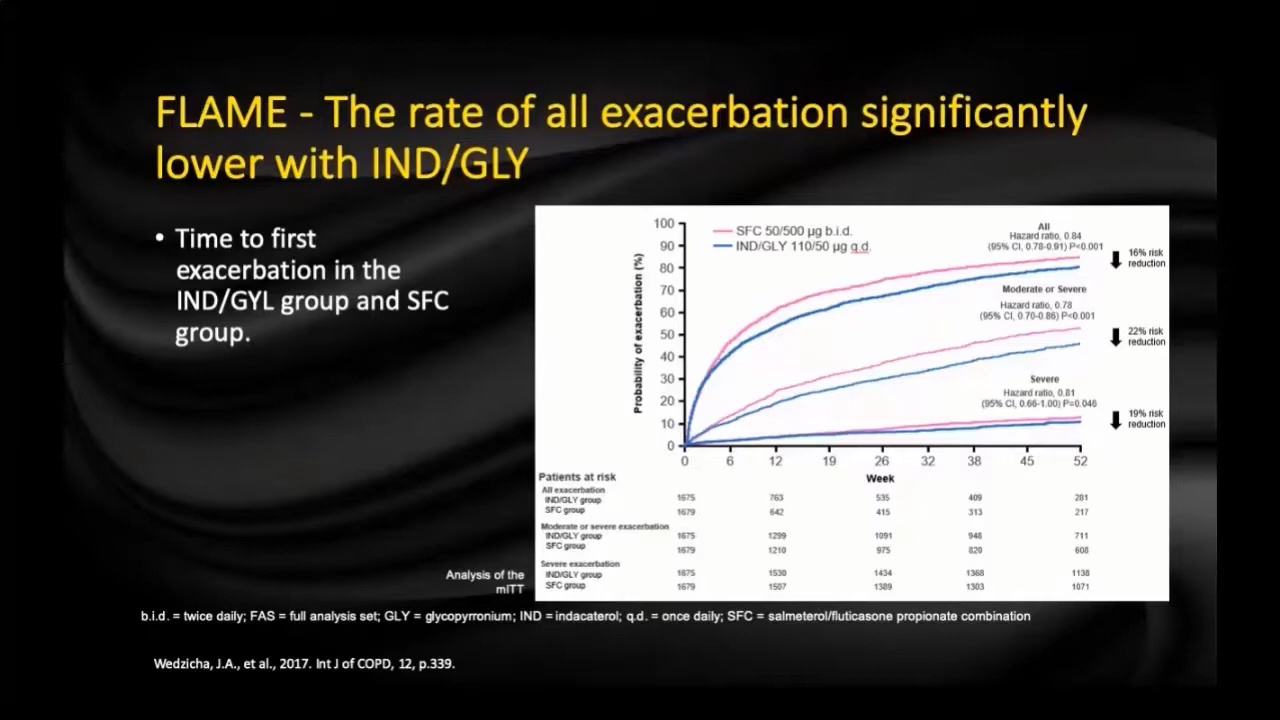 FLAME - The rate of all exacerbation significantly
lower with IND/GLY
• Time to first
exacerbation in the
IND/GYL group and SFC
group.
Probability of exacerbation (%)
100
90
80
70
60
50
40
30
20
10
0
SFC 50/500 µg b.i.d.
IND/GLY 110/50 µg q.d.
All
Hazard ratio, 0.84
(95% CI, 0.78-0.91) P<0.001
16% risk
reduction
Moderate or Severe
Hazard ratio, 0.78
(95% CI, 0.70-0.86) P<0.001
22% risk
reduction
Severe
Hazard ratio, 0.81
(95% CI, 0.66-1.00) P=0.046
19% risk
reduction
0 6 12 19 26 32 38 45 52
Week
Patients at risk
All exacerbation
IND/GLY group 1675 763 535 409 281
SFC group 1679 642 415 313 217
Moderate or severe exacerbation
IND/GLY group 1675 1299 1091 948 711
SFC group 1679 1210 975 820 608
Severe exacerbation
IND/GLY group 1675 1530 1434 1368 1138
SFC group 1679 1507 1389 1303 1071
Analysis of the
mITT
b.i.d. = twice daily; FAS = full analysis set; GLY = glycopyrronium; IND = indacaterol; q.d. = once daily; SFC = salmeterol/fluticasone propionate combination
Wedzicha, J.A., et al., 2017. Int J of COPD, 12, p.339.